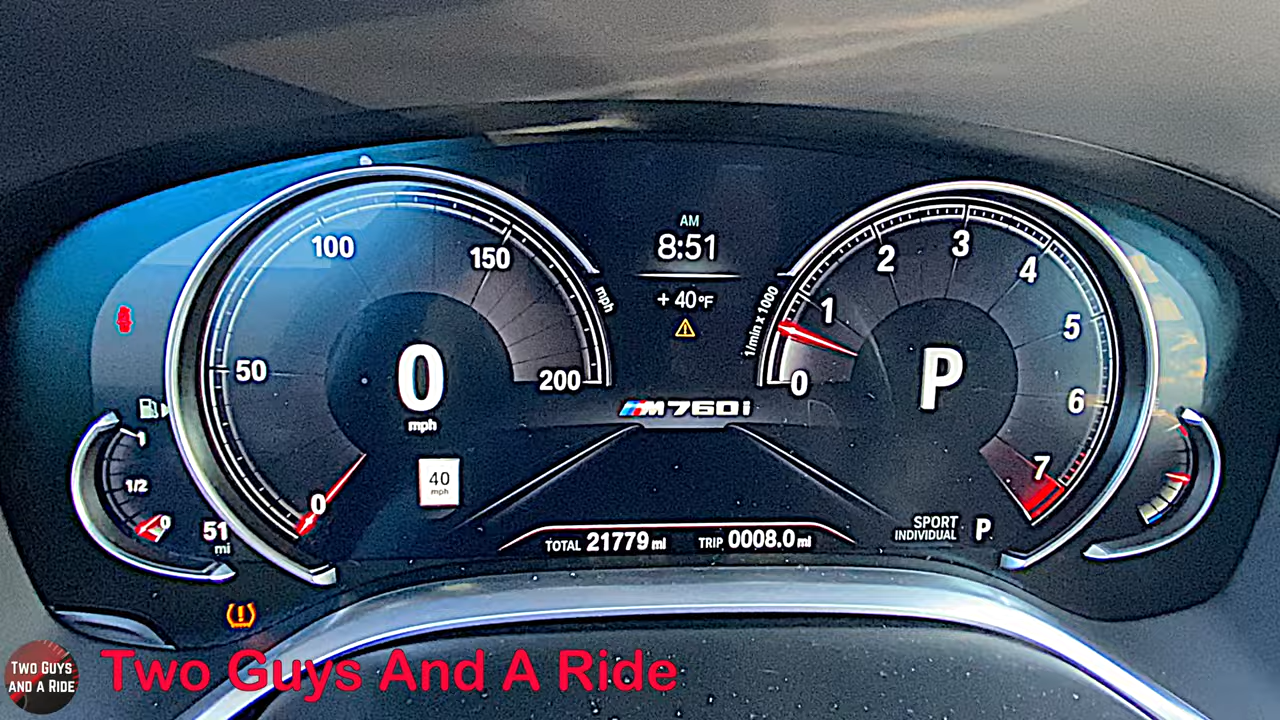 AM
8:51
+ 40°F
M760i
100
150
50
200
0
mph
0
mph
40
mph
1/min x 1000
0
1
2
3
4
5
6
7
P
1
1/2
0
51
mi
TOTAL 21779 mi TRIP 0008.0 mi
SPORT
INDIVIDUAL P
TWO GUYS
AND A RIDE
Two Guys And A Ride